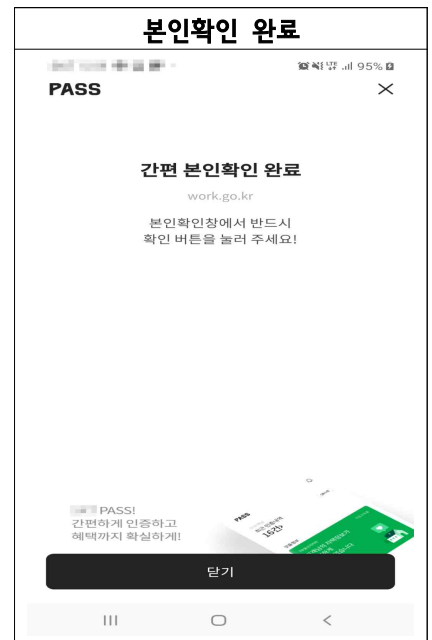 본인확인 완료
95%
PASS
간편 본인확인 완료
work.go.kr
본인확인창에서 반드시
확인 버튼을 눌러 주세요!
PASS!
간편하게 인증하고
혜택까지 확실하게!
PASS
닫기